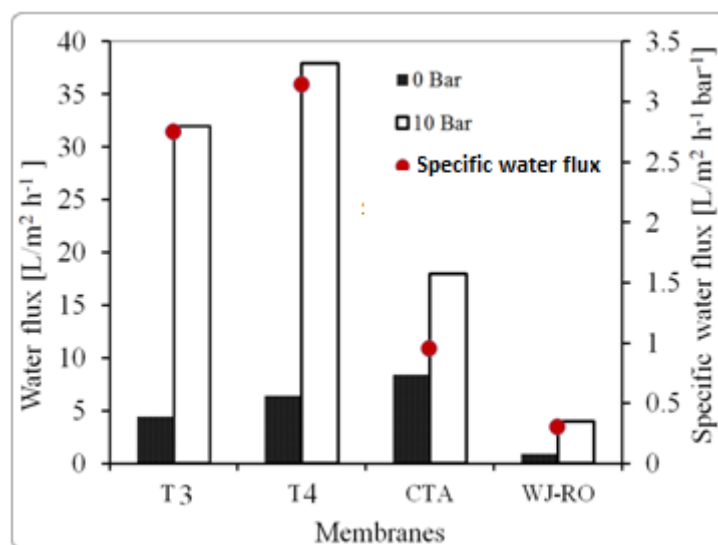 Water flux [L/m² h⁻¹]
40
35
30
25
20
15
10
5
0
0 Bar
10 Bar
Specific water flux
3.5
3
2.5
2
1.5
1
0.5
0
Specific water flux [L/m² h⁻¹ bar⁻¹]
T3
T4
CTA
WJ-RO
Membranes